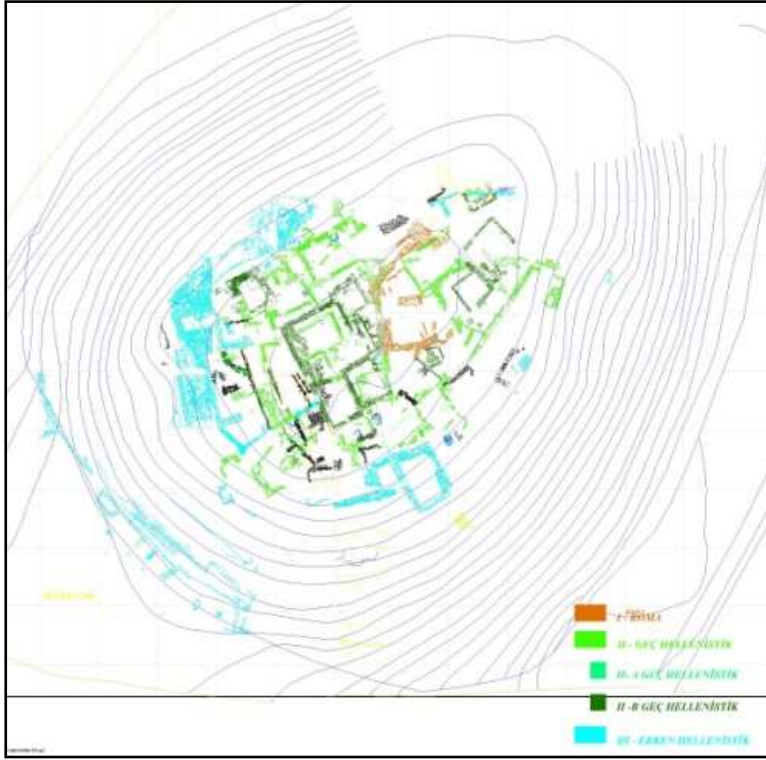 I - ROMA
II - GEÇ HELLENİSTİK
II- A GEÇ HELLENİSTİK
II -B GEÇ HELLENİSTİK
III - ERKEN HELLENİSTİK